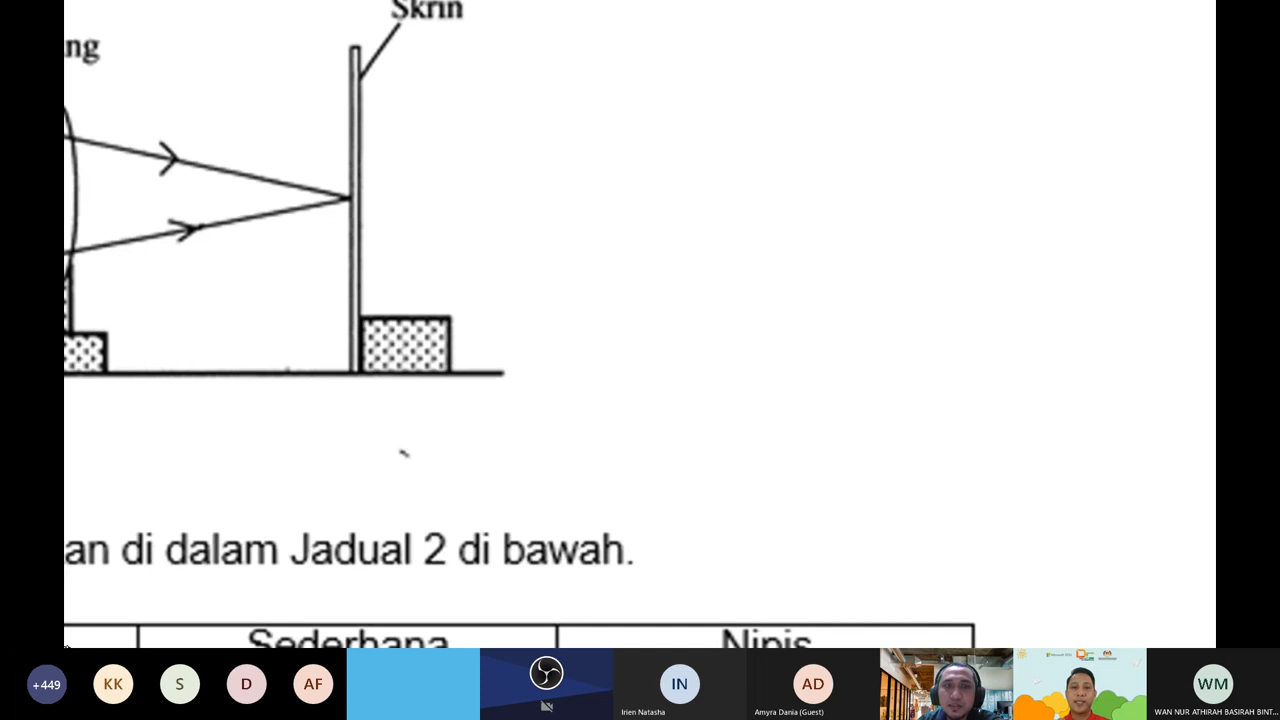 Skrin
ng
an di dalam Jadual 2 di bawah.
Sederhana
Nipis
+449
KK
S
D
AF
IN
Irien Natasha
AD
Amyra Dania (Guest)
WM
WAN NUR ATHIRAH BASIRAH BINT...